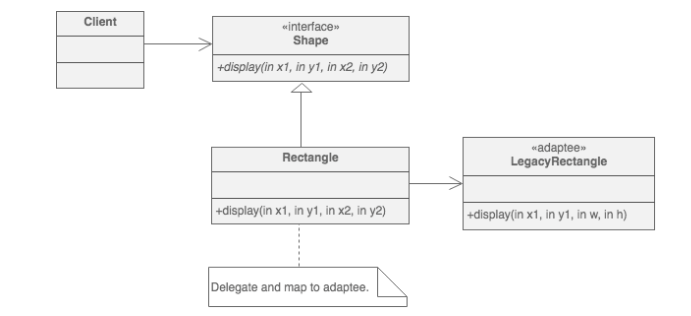 Client
«interface»
Shape
+display(in x1, in y1, in x2, in y2)
Rectangle
+display(in x1, in y1, in x2, in y2)
«adaptee»
LegacyRectangle
+display(in x1, in y1, in w, in h)
Delegate and map to adaptee.